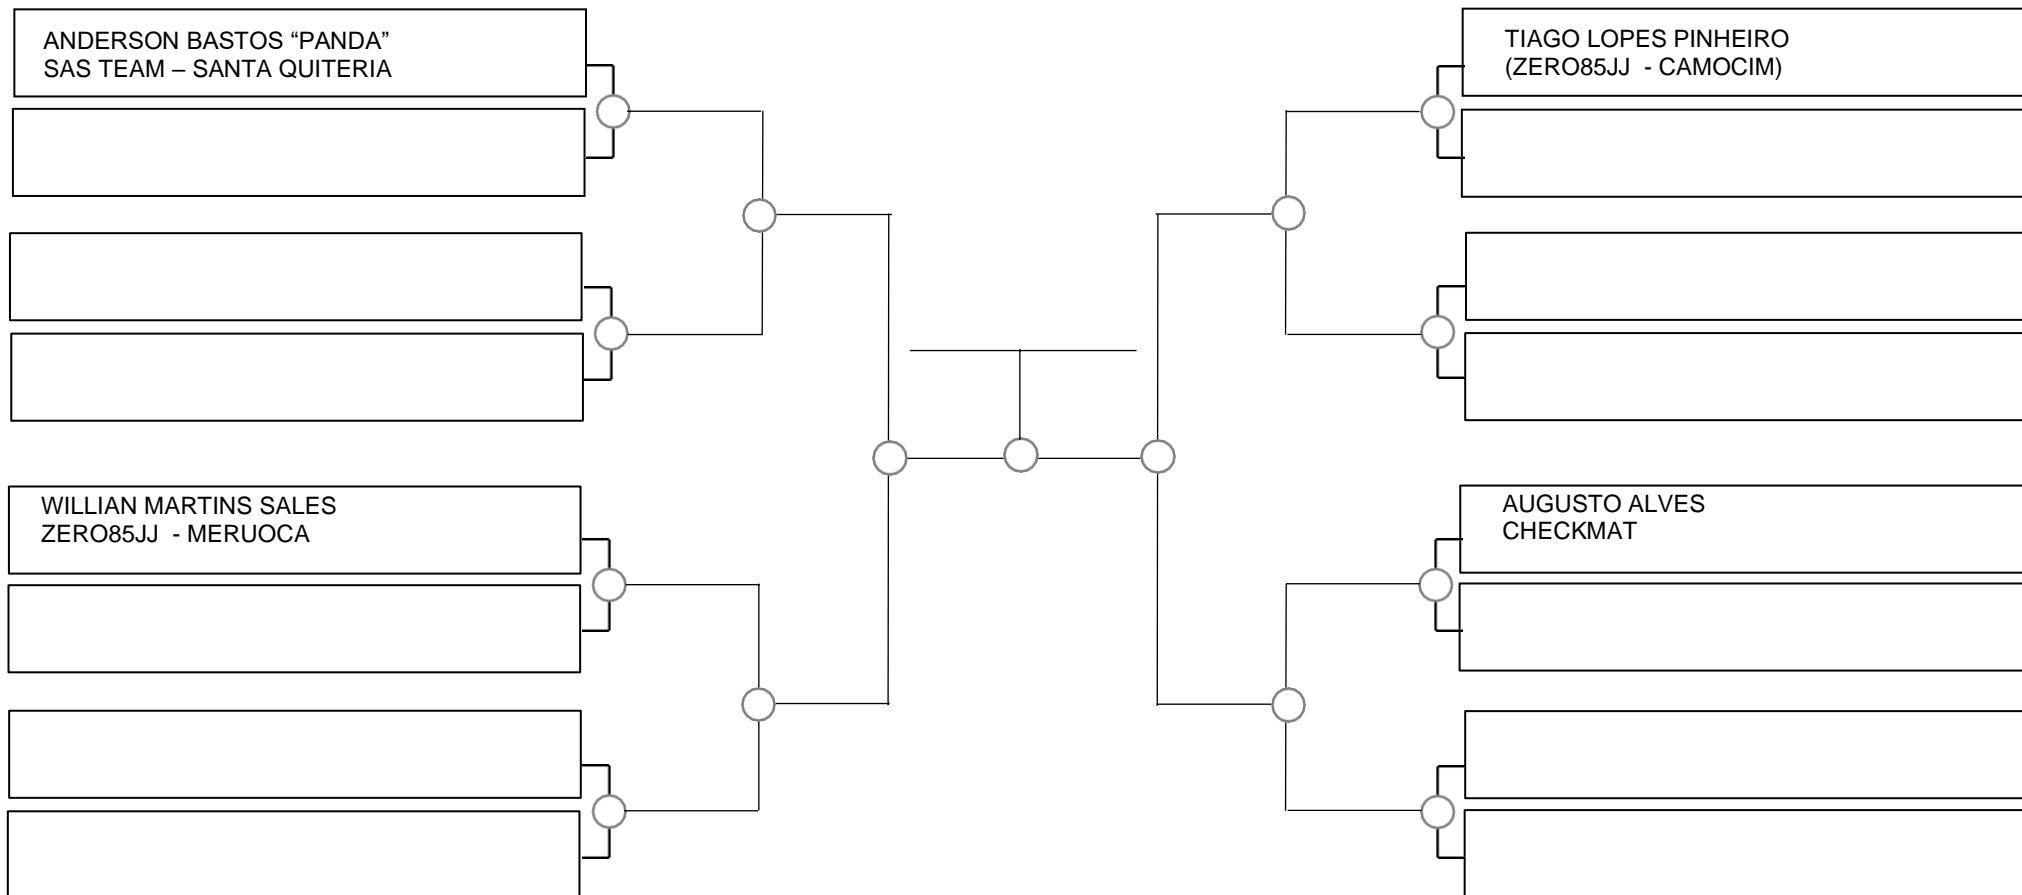 ANDERSON BASTOS “PANDA”
SAS TEAM – SANTA QUITERIA
TIAGO LOPES PINHEIRO
(ZERO85JJ - CAMOCIM)
WILLIAN MARTINS SALES
ZERO85JJ - MERUOCA
AUGUSTO ALVES
CHECKMAT